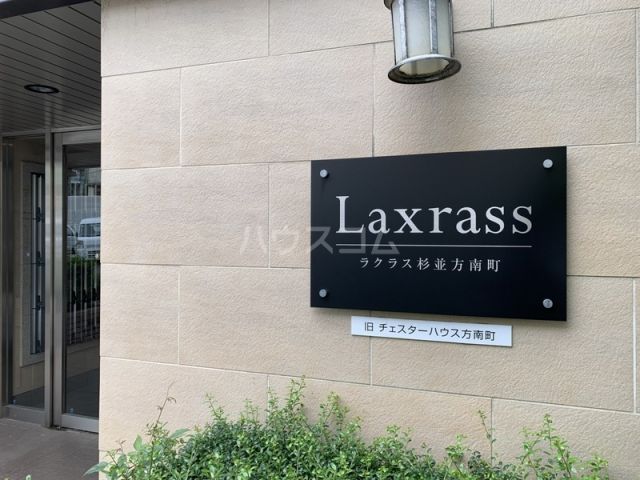 Laxrass
ハウスコム
ラクラス杉並方南町
旧 チェスターハウス方南町